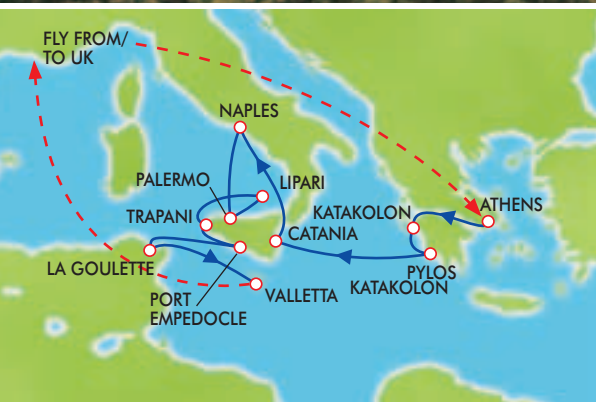 FLY FROM/
TO UK
NAPLES
PALERMO
LIPARI
TRAPANI
KATAKOLON
ATHENS
CATANIA
LA GOULETTE
PYLOS
KATAKOLON
PORT
EMPEDOCLE
VALLETTA